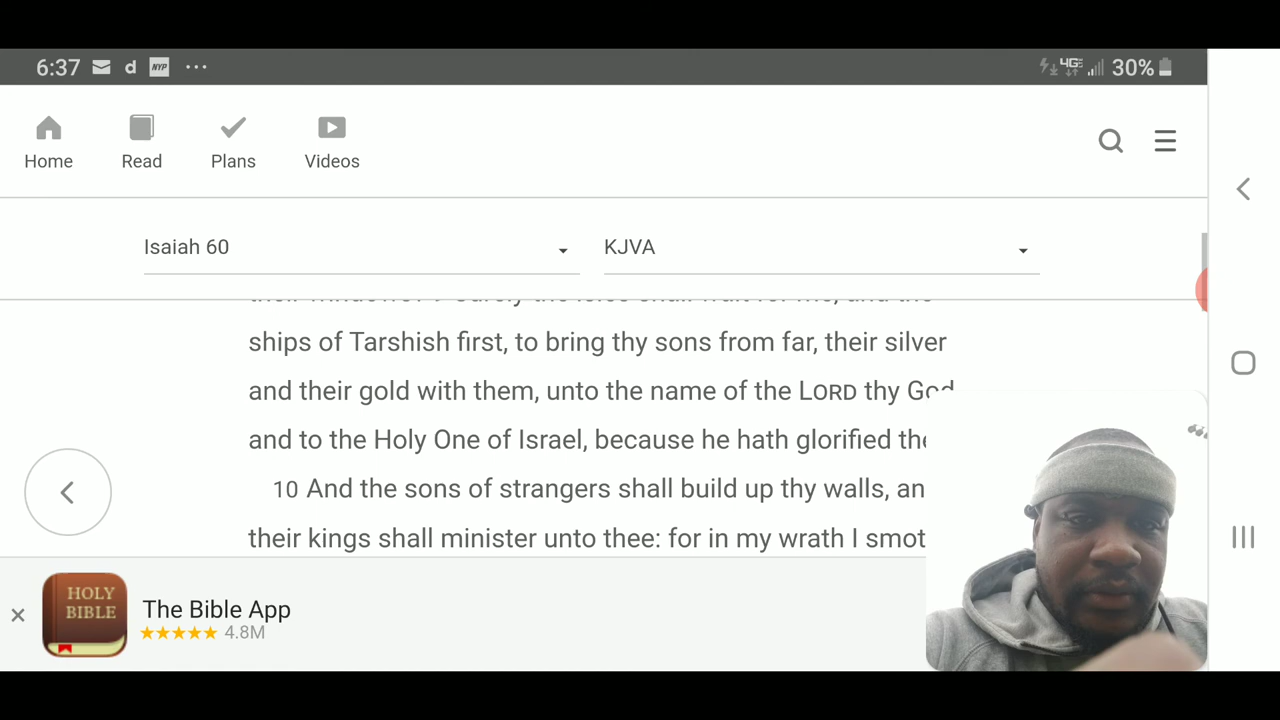 6:37 d NYP ... 4GE 30%
Home Read Plans Videos
Isaiah 60 KJVA
ships of Tarshish first, to bring thy sons from far, their silver
and their gold with them, unto the name of the LORD thy God
and to the Holy One of Israel, because he hath glorified
10 And the sons of strangers shall build up thy walls,
their kings shall minister unto thee: for in my wrath I
HOLY
BIBLE
The Bible App
4.8M